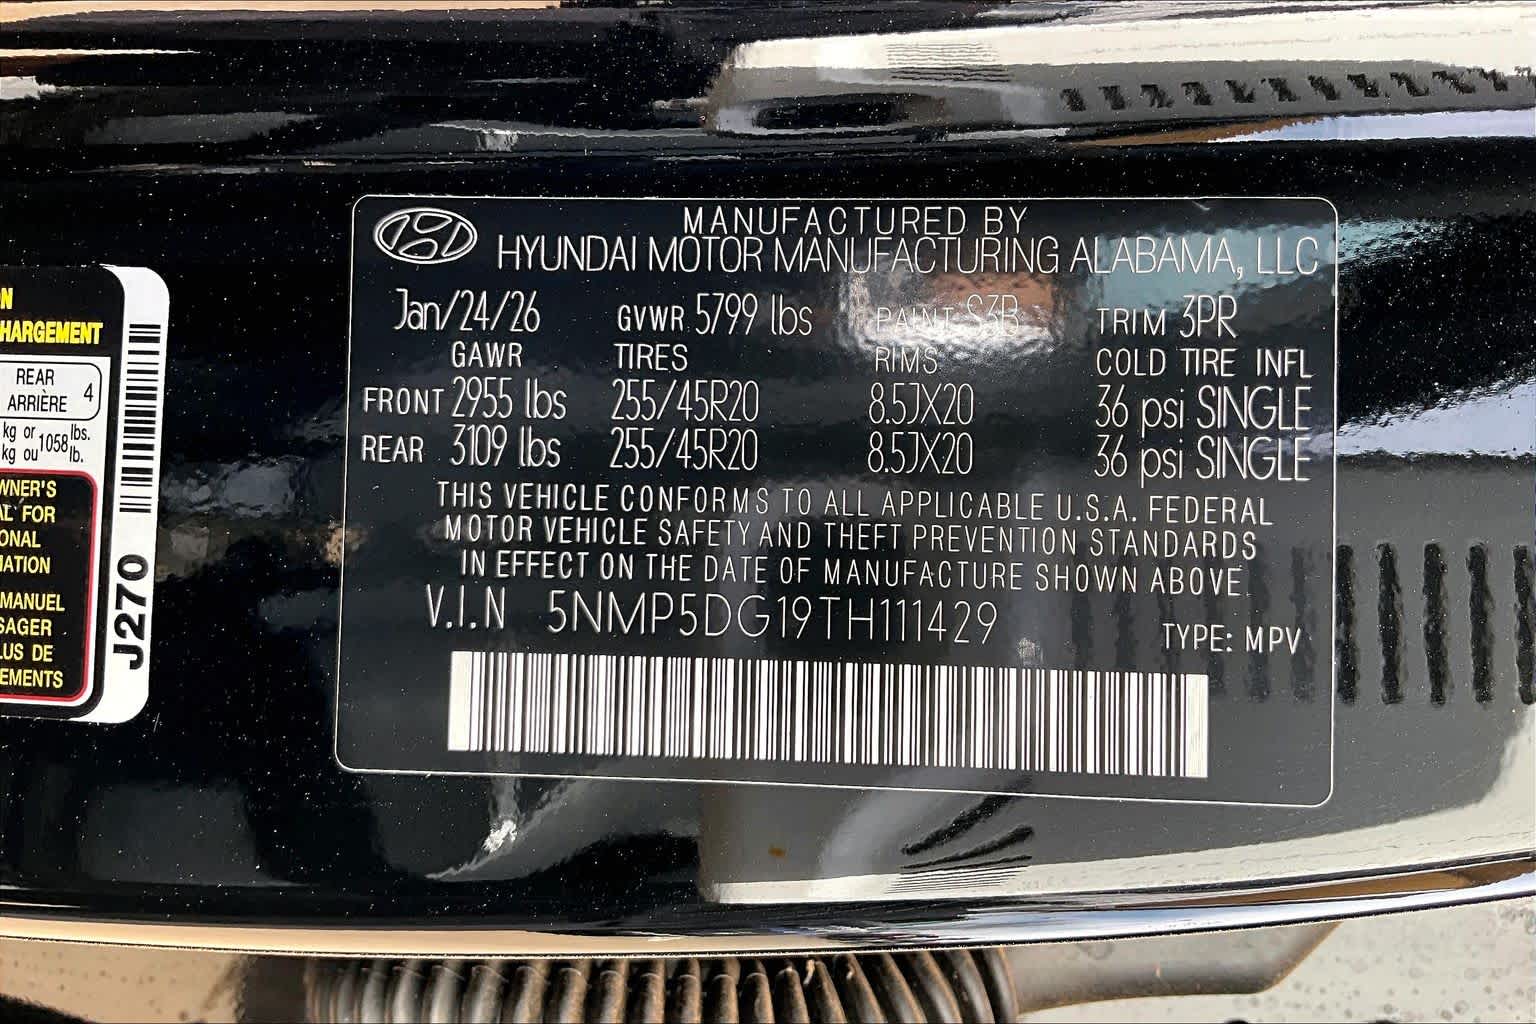 MANUFACTURED BY
HYUNDAI MOTOR MANUFACTURING ALABAMA, LLC
Jan/24/26 GVWR 5799 lbs PAINT S3B TRIM 3PR
GAWR TIRES RIMS COLD TIRE INFL
FRONT 2955 lbs 255/45R20 8.5JX20 36 psi SINGLE
REAR 3109 lbs 255/45R20 8.5JX20 36 psi SINGLE
THIS VEHICLE CONFORMS TO ALL APPLICABLE U.S.A. FEDERAL
MOTOR VEHICLE SAFETY AND THEFT PREVENTION STANDARDS
IN EFFECT ON THE DATE OF MANUFACTURE SHOWN ABOVE.
V.I.N 5NMP5DG19TH111429
TYPE: MPV
N
HARGEMENT
REAR
ARRIÈRE 4
kg or 1058 lbs.
kg ou lb.
WNER'S
AL FOR
ONAL
MATION
MANUEL
SAGER
LUS DE
EMENTS
J270